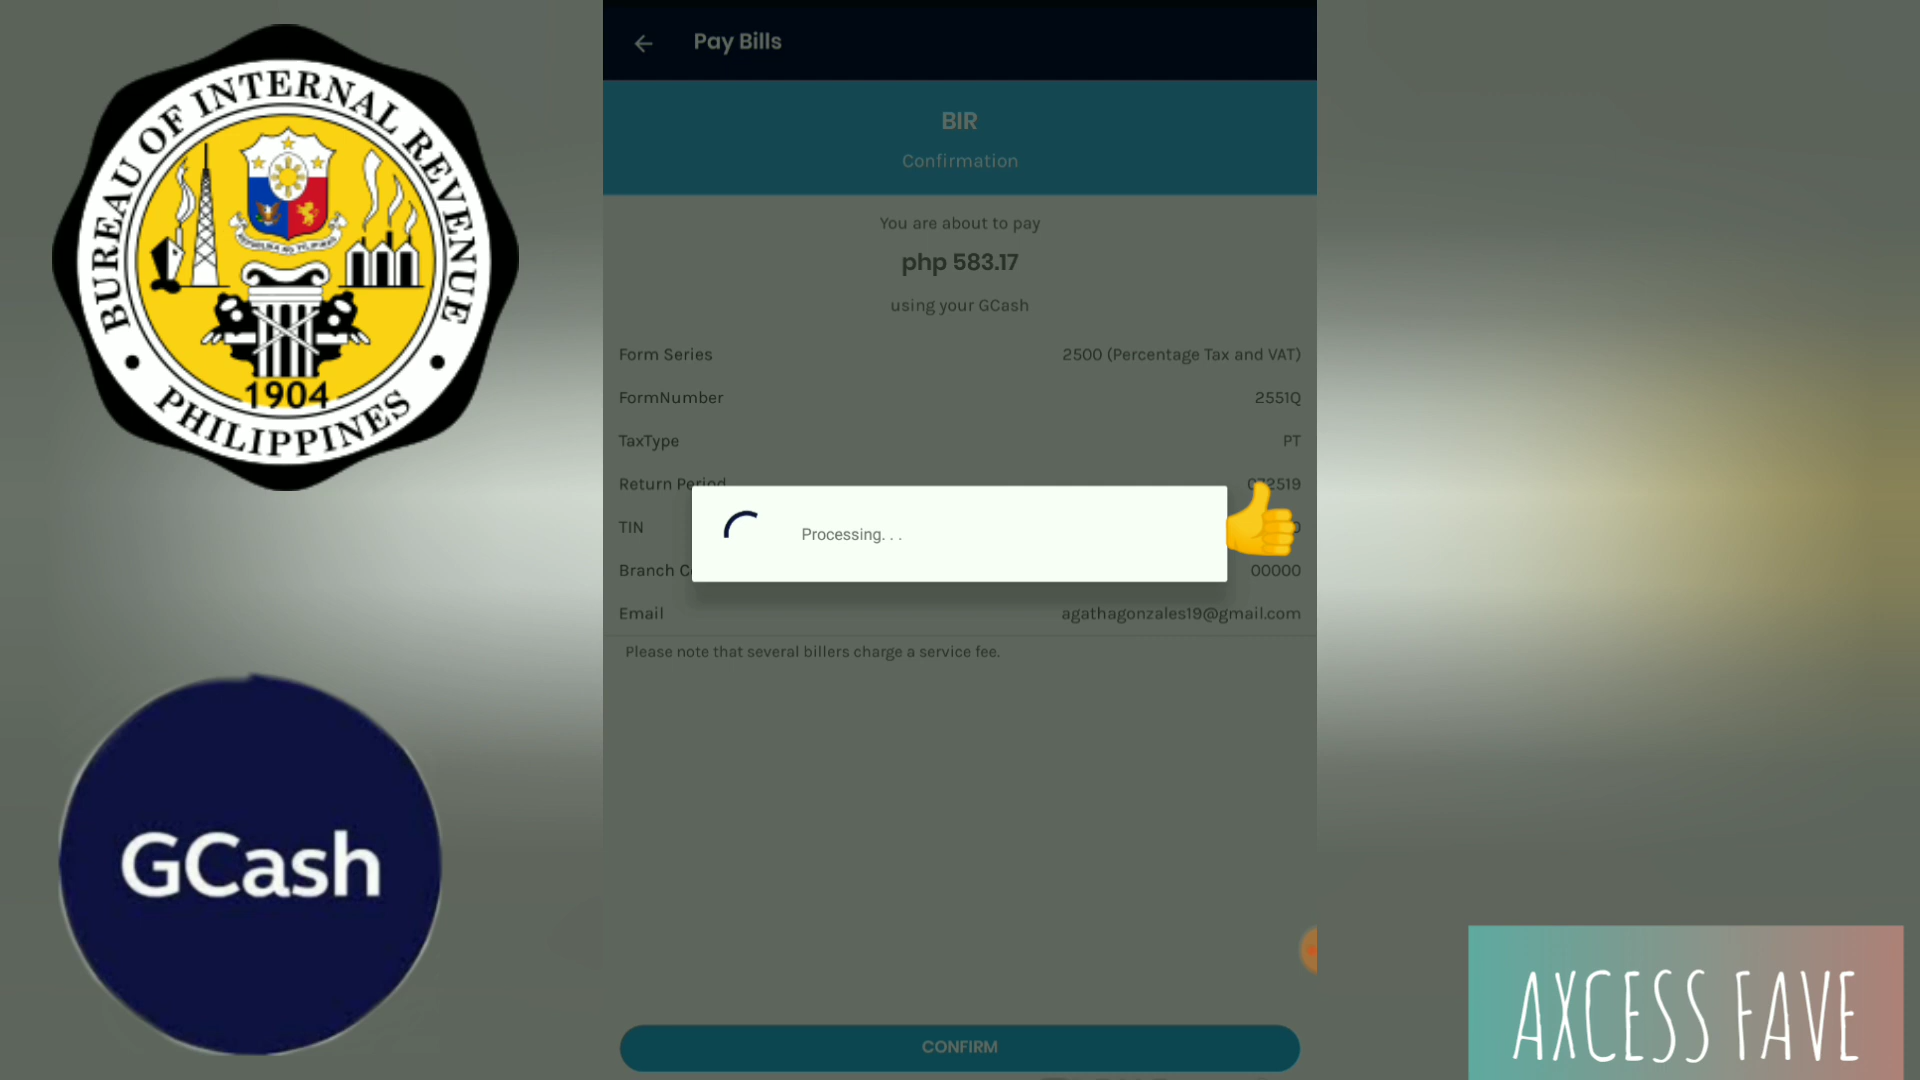 BUREAU OF INTERNAL REVENUE
1904
PHILIPPINES
GCash
Pay Bills
BIR
Confirmation
You are about to pay
php 583.17
using your GCash
Form Series 2500 (Percentage Tax and VAT)
FormNumber 2551Q
TaxType PT
Return Period 2519
TIN
Processing. . .
Branch 00000
Email agathagonzales19@gmail.com
Please note that several billers charge a service fee.
CONFIRM
AXCESS FAVE